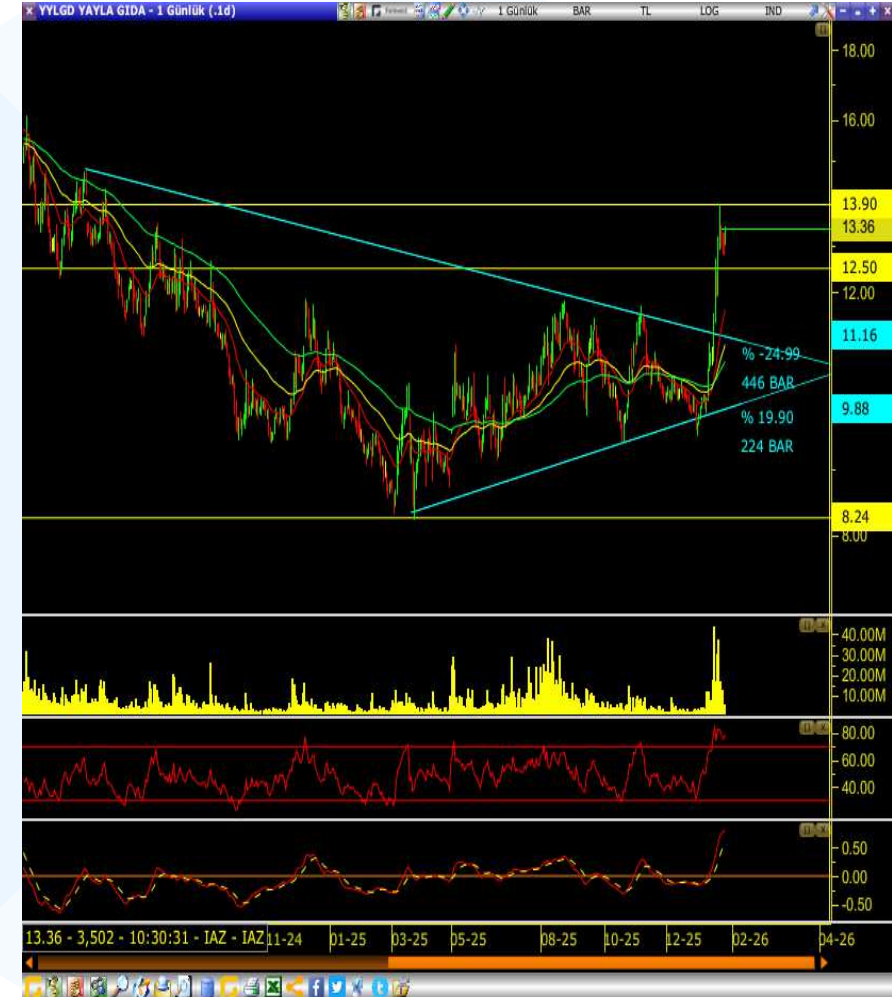 YYLGD YAYLA GIDA - 1 Günlük (.1d)
1 Günlük BAR TL LOG IND
18.00
16.00
13.90
13.36
12.50
12.00
11.16
% -24.99
446 BAR
9.88
% 19.90
224 BAR
8.24
8.00
40.00M
30.00M
20.00M
10.00M
80.00
60.00
40.00
0.50
0.00
-0.50
13.36 - 3,502 - 10:30:31 - IAZ - IAZ
11-24 01-25 03-25 05-25 08-25 10-25 12-25 02-26 04-26